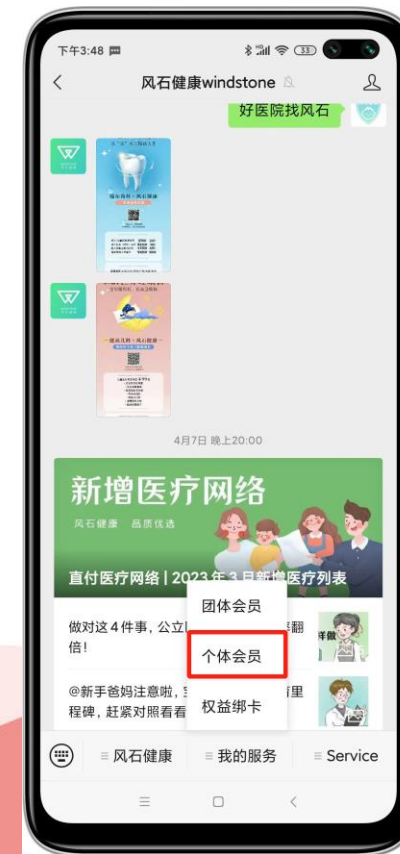 下午3:48
33
风石健康windstone
好医院找风石
4月7日 晚上20:00
新增医疗网络
风石健康 品质优选
直付医疗网络 | 2023年3月新增医疗列表
团体会员
做对这4件事，公立
翻
倍！
个体会员
@新手爸妈注意啦，
里
程碑，赶紧对照看看
权益绑卡
风石健康
我的服务
Service